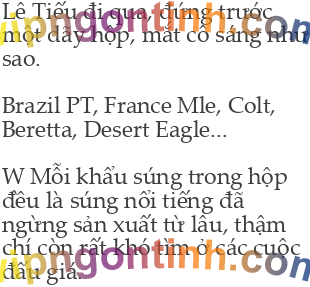 Lê Tiếu đi qua, đứng trước
một dãy hộp, mắt cô sáng như
sao.
Brazil PT, France Mle, Colt,
Beretta, Desert Eagle...
W Mỗi khẩu súng trong hộp
đều là súng nổi tiếng đã
ngừng sản xuất từ lâu, thậm
chí còn rất khó tìm ở các cuộc
đấu giá.
vipngontinh.com
vipngontinh.com